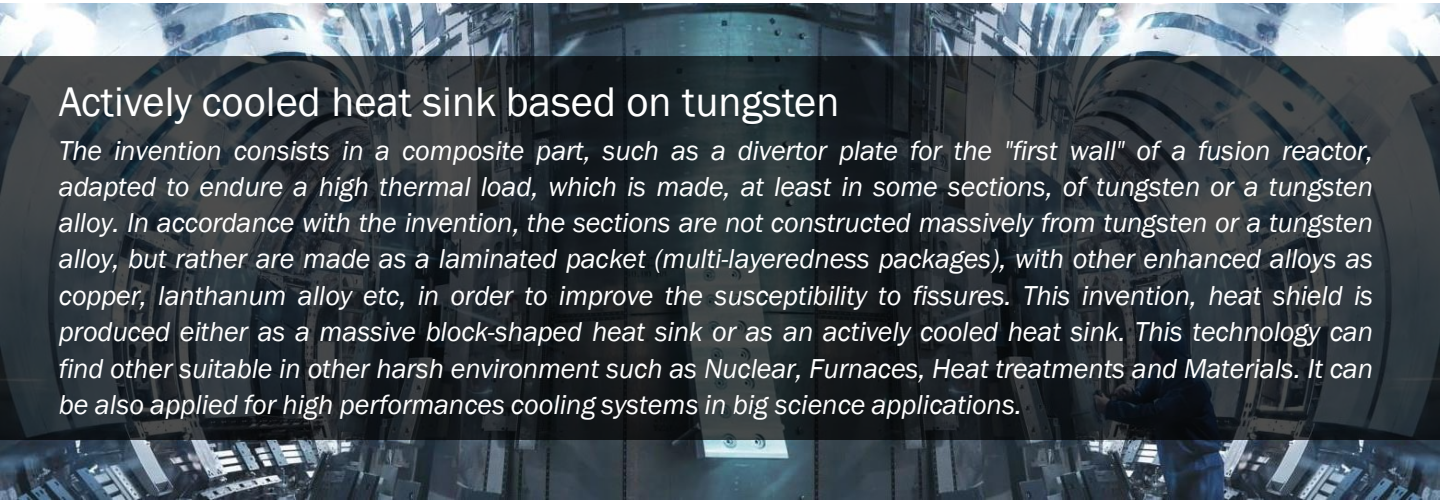 Actively cooled heat sink based on tungsten
The invention consists in a composite part, such as a divertor plate for the "first wall" of a fusion reactor,
adapted to endure a high thermal load, which is made, at least in some sections, of tungsten or a tungsten
alloy. In accordance with the invention, the sections are not constructed massively from tungsten or a tungsten
alloy, but rather are made as a laminated packet (multi-layeredness packages), with other enhanced alloys as
copper, lanthanum alloy etc, in order to improve the susceptibility to fissures. This invention, heat shield is
produced either as a massive block-shaped heat sink or as an actively cooled heat sink. This technology can
find other suitable in other harsh environment such as Nuclear, Furnaces, Heat treatments and Materials. It can
be also applied for high performances cooling systems in big science applications.